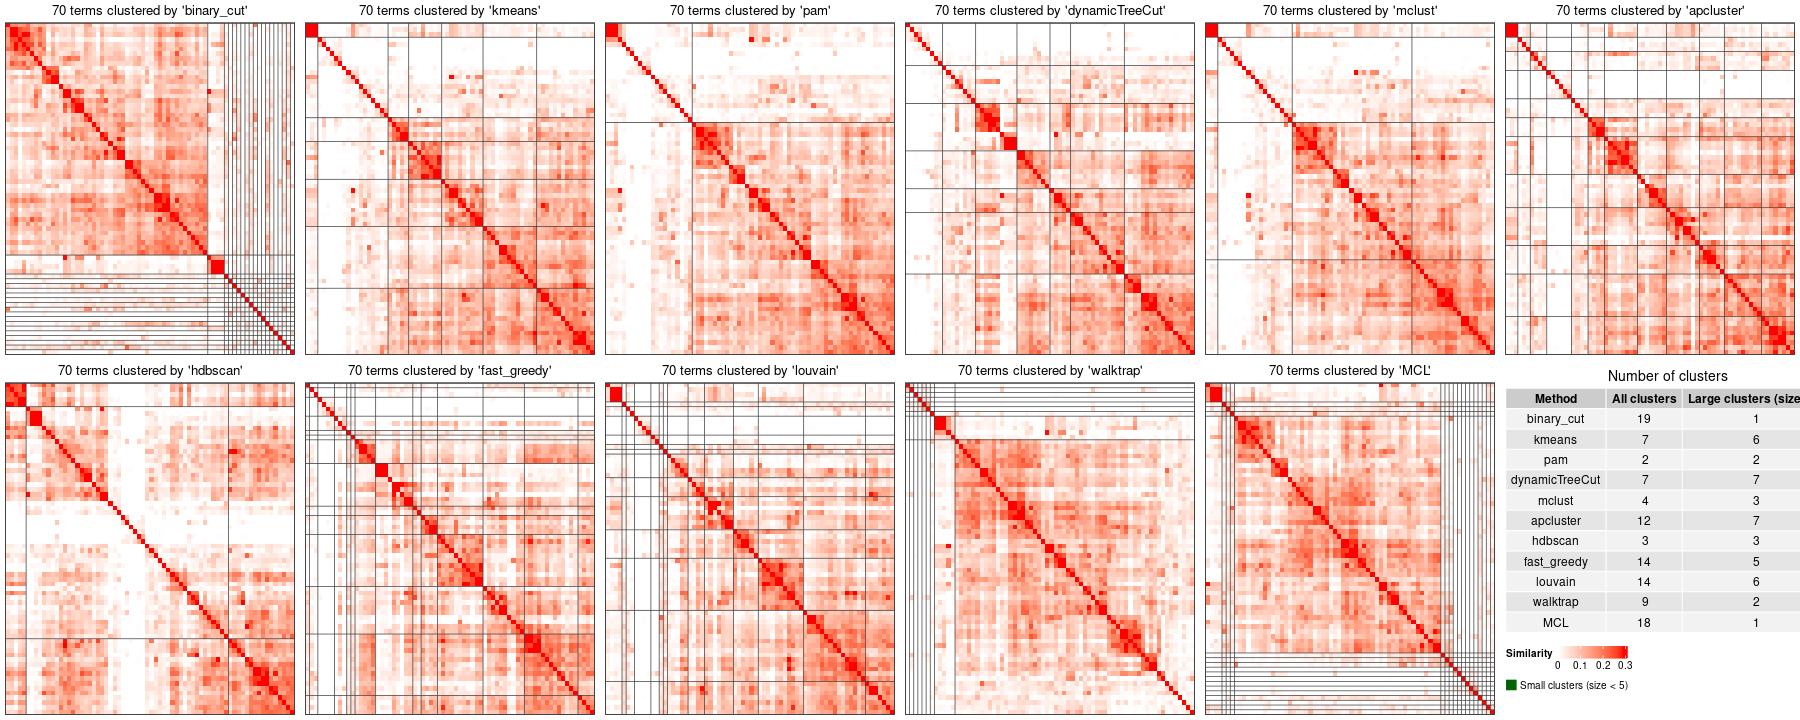 70 terms clustered by 'binary_cut'
70 terms clustered by 'kmeans'
70 terms clustered by 'pam'
70 terms clustered by 'dynamicTreeCut'
70 terms clustered by 'mclust'
70 terms clustered by 'apcluster'
70 terms clustered by 'hdbscan'
70 terms clustered by 'fast_greedy'
70 terms clustered by 'louvain'
70 terms clustered by 'walktrap'
70 terms clustered by 'MCL'
Number of clusters
Method All clusters Large clusters (size
binary_cut 19 1
kmeans 7 6
pam 2 2
dynamicTreeCut 7 7
mclust 4 3
apcluster 12 7
hdbscan 3 3
fast_greedy 14 5
louvain 14 6
walktrap 9 2
MCL 18 1
Similarity
0 0.1 0.2 0.3
Small clusters (size < 5)